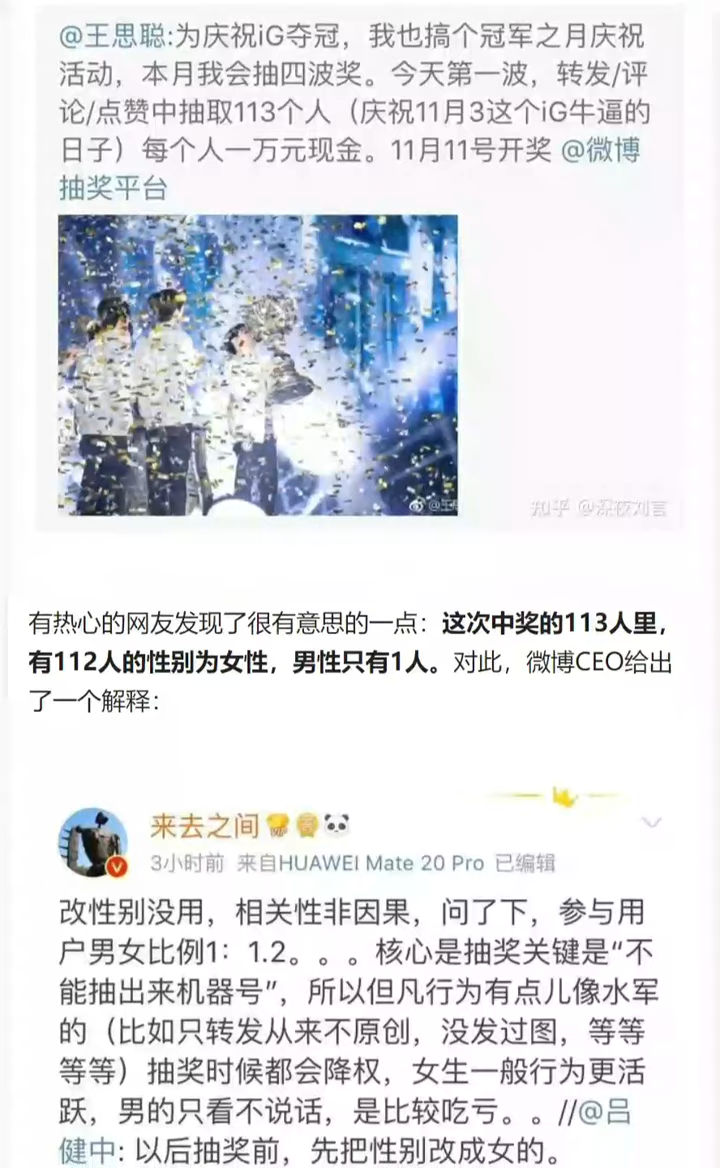 @王思聪:为庆祝iG夺冠，我也搞个冠军之月庆祝
活动，本月我会抽四波奖。今天第一波，转发/评
论/点赞中抽取113个人（庆祝11月3这个iG牛逼的
日子）每个人一万元现金。11月11号开奖 @微博
抽奖平台
知乎 @深夜刘言
有热心的网友发现了很有意思的一点：这次中奖的113人里，
有112人的性别为女性，男性只有1人。对此，微博CEO给出
了一个解释：
来去之间
3小时前 来自HUAWEI Mate 20 Pro 已编辑
改性别没用，相关性非因果，问了下，参与用
户男女比例1：1.2。。。核心是抽奖关键是“不
能抽出来机器号”，所以但凡行为有点儿像水军
的（比如只转发从来不原创，没发过图，等等
等等）抽奖时候都会降权，女生一般行为更活
跃，男的只看不说话，是比较吃亏。。//@吕
健中: 以后抽奖前，先把性别改成女的。